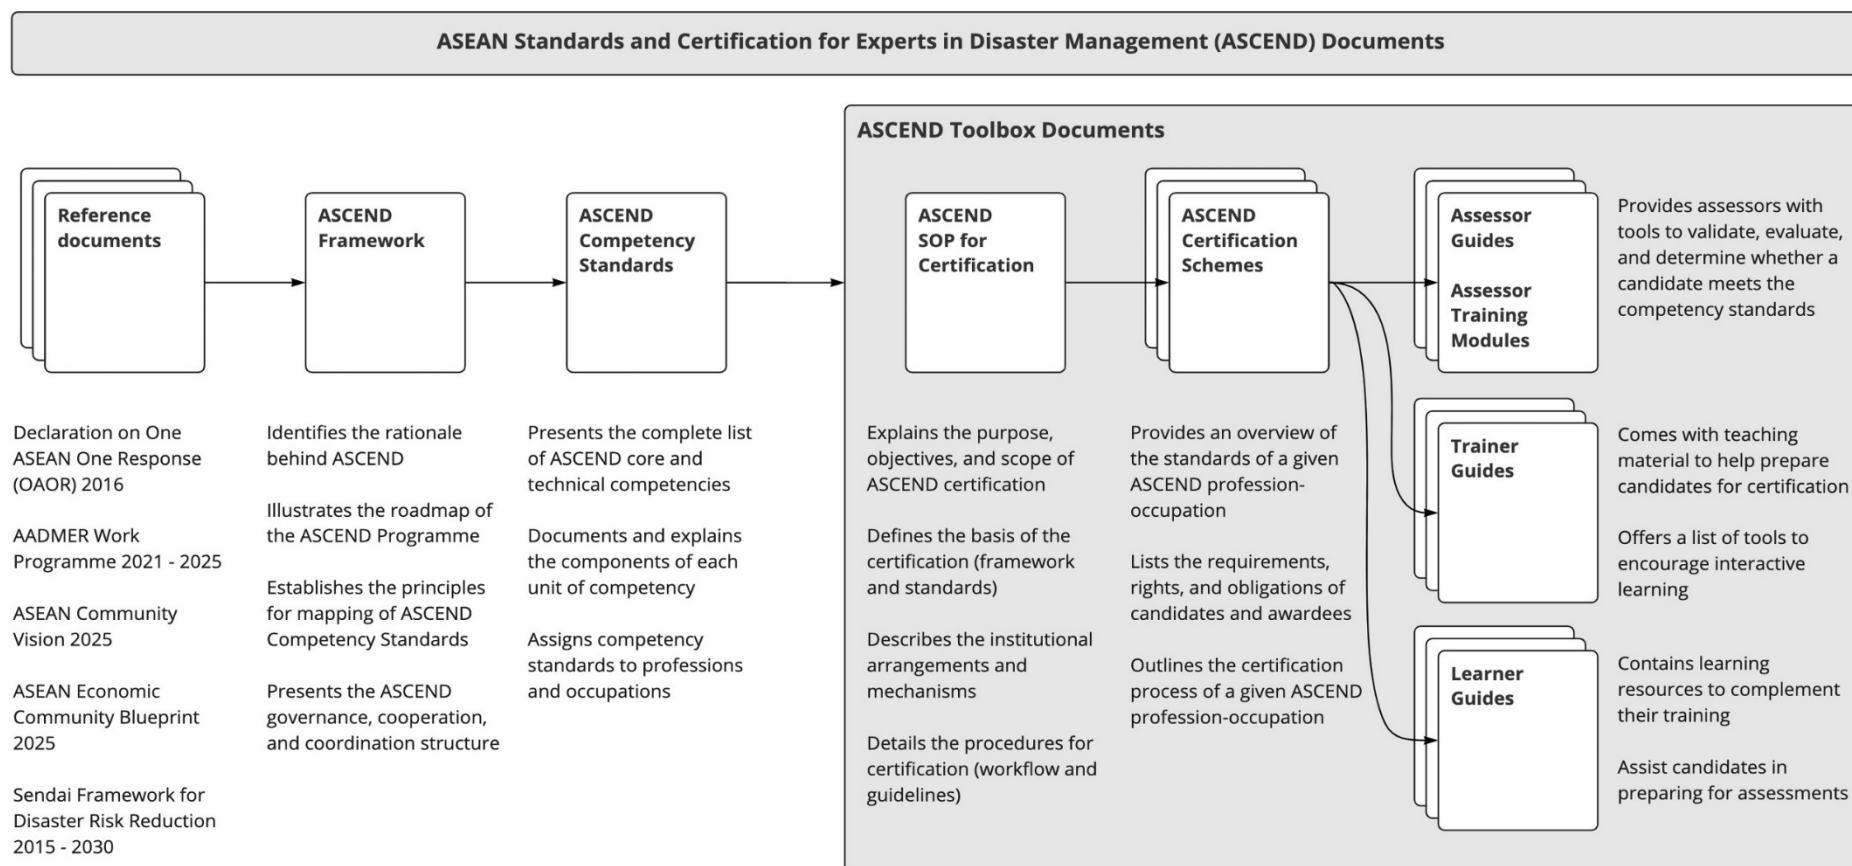 ASEAN Standards and Certification for Experts in Disaster Management (ASCEND) Documents
ASCEND Toolbox Documents
Reference
documents
ASCEND
Framework
ASCEND
Competency
Standards
ASCEND
SOP for
Certification
ASCEND
Certification
Schemes
Assessor
Guides
Assessor
Training
Modules
Provides assessors with
tools to validate, evaluate,
and determine whether a
candidate meets the
competency standards
Declaration on One
ASEAN One Response
(OAOR) 2016
AADMER Work
Programme 2021 - 2025
ASEAN Community
Vision 2025
ASEAN Economic
Community Blueprint
2025
Sendai Framework for
Disaster Risk Reduction
2015 - 2030
Identifies the rationale
behind ASCEND
Illustrates the roadmap of
the ASCEND Programme
Establishes the principles
for mapping of ASCEND
Competency Standards
Presents the ASCEND
governance, cooperation,
and coordination structure
Presents the complete list
of ASCEND core and
technical competencies
Documents and explains
the components of each
unit of competency
Assigns competency
standards to professions
and occupations
Explains the purpose,
objectives, and scope of
ASCEND certification
Defines the basis of the
certification (framework
and standards)
Describes the institutional
arrangements and
mechanisms
Details the procedures for
certification (workflow and
guidelines)
Provides an overview of
the standards of a given
ASCEND profession-
occupation
Lists the requirements,
rights, and obligations of
candidates and awardees
Outlines the certification
process of a given ASCEND
profession-occupation
Trainer
Guides
Comes with teaching
material to help prepare
candidates for certification
Offers a list of tools to
encourage interactive
learning
Learner
Guides
Contains learning
resources to complement
their training
Assist candidates in
preparing for assessments